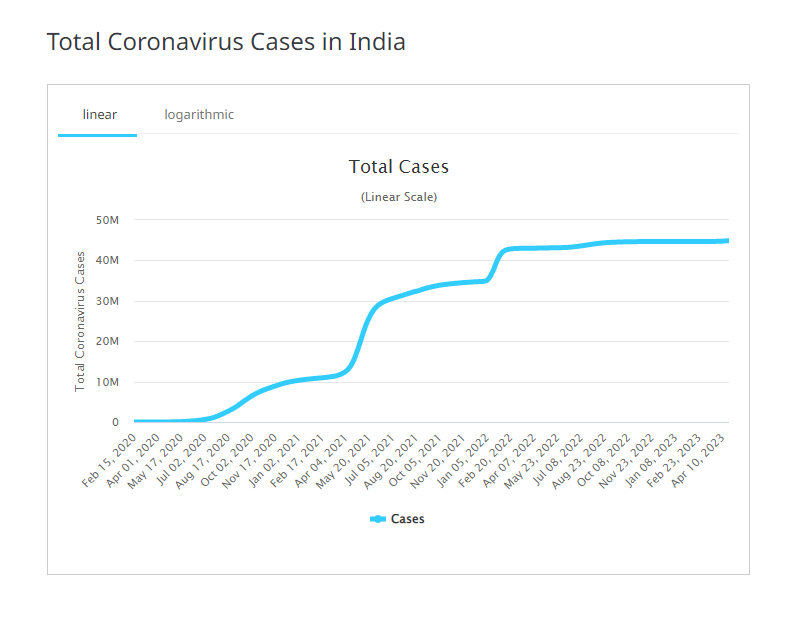 Total Coronavirus Cases in India
linear logarithmic
Total Cases
(Linear Scale)
Total Coronavirus Cases
50M
40M
30M
20M
10M
0
Feb 15, 2020
Apr 01, 2020
May 17, 2020
Jul 02, 2020
Aug 17, 2020
Oct 02, 2020
Nov 17, 2020
Jan 02, 2021
Feb 17, 2021
Apr 04, 2021
May 20, 2021
Jul 05, 2021
Aug 20, 2021
Oct 05, 2021
Nov 20, 2021
Jan 05, 2022
Feb 20, 2022
Apr 07, 2022
May 23, 2022
Jul 08, 2022
Aug 23, 2022
Oct 08, 2022
Nov 23, 2022
Jan 08, 2023
Feb 23, 2023
Apr 10, 2023
Cases